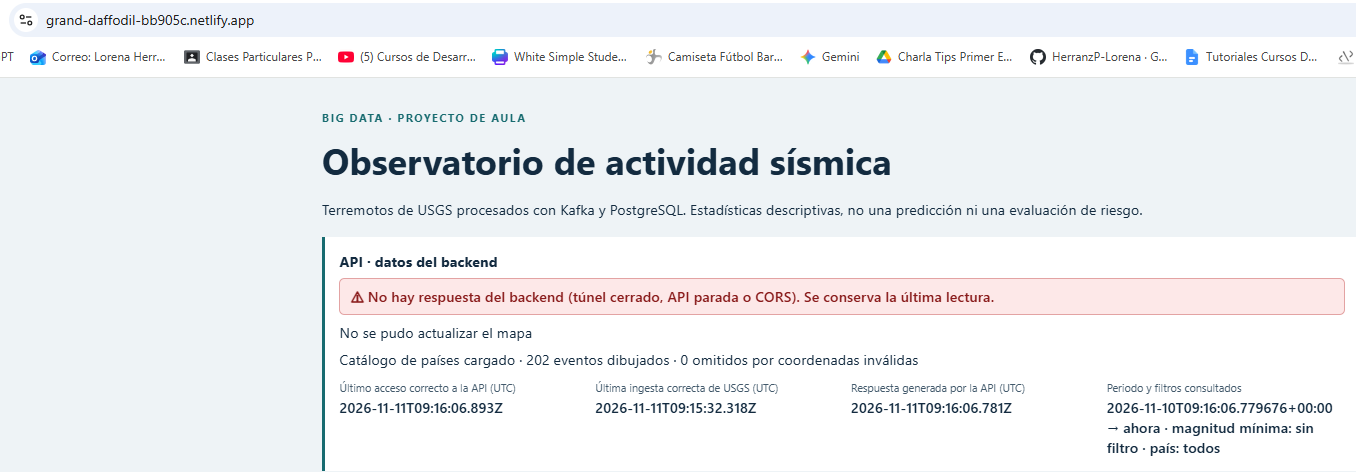 grand-daffodil-bb905c.netlify.app
PT Correo: Lorena Herr... Clases Particulares P... (5) Cursos de Desarr... White Simple Stude... Camiseta Fútbol Bar... Gemini Charla Tips Primer E... HerranzP-Lorena · G... Tutoriales Cursos D...
BIG DATA · PROYECTO DE AULA
Observatorio de actividad sísmica
Terremotos de USGS procesados con Kafka y PostgreSQL. Estadísticas descriptivas, no una predicción ni una evaluación de riesgo.
API · datos del backend
⚠ No hay respuesta del backend (túnel cerrado, API parada o CORS). Se conserva la última lectura.
No se pudo actualizar el mapa
Catálogo de países cargado · 202 eventos dibujados · 0 omitidos por coordenadas inválidas
Último acceso correcto a la API (UTC)
2026-11-11T09:16:06.893Z
Última ingesta correcta de USGS (UTC)
2026-11-11T09:15:32.318Z
Respuesta generada por la API (UTC)
2026-11-11T09:16:06.781Z
Periodo y filtros consultados
2026-11-10T09:16:06.779676+00:00
→ ahora · magnitud mínima: sin
filtro · país: todos